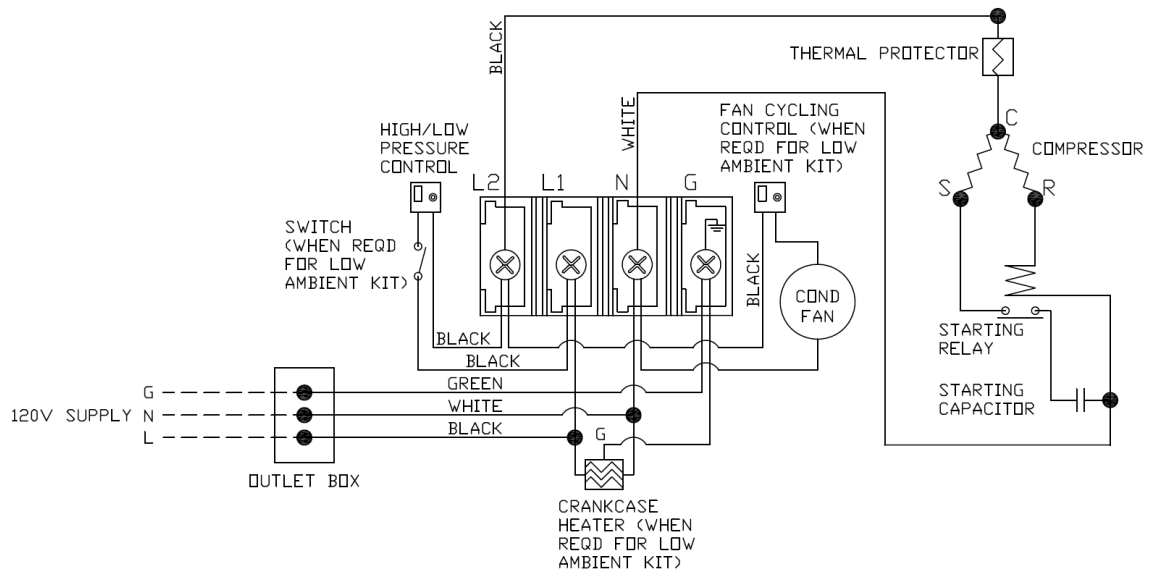 BLACK
THERMAL PROTECTOR
WHITE
FAN CYCLING
CONTROL (WHEN
REQD FOR LOW
AMBIENT KIT)
C
COMPRESSOR
HIGH/LOW
PRESSURE
CONTROL
L2
L1
N
G
S
R
SWITCH
(WHEN REQD
FOR LOW
AMBIENT KIT)
BLACK
COND
FAN
BLACK
BLACK
STARTING
RELAY
GREEN
WHITE
BLACK
STARTING
CAPACITOR
G
120V SUPPLY N
L
G
OUTLET BOX
CRANKCASE
HEATER (WHEN
REQD FOR LOW
AMBIENT KIT)